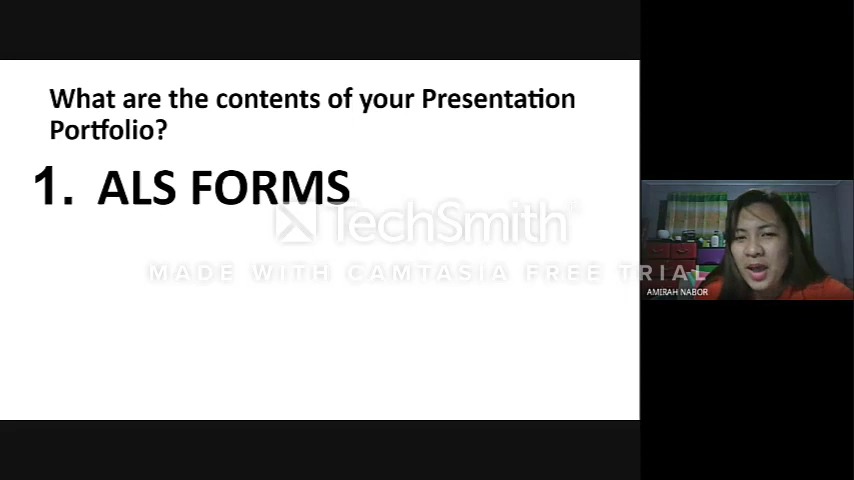 What are the contents of your Presentation
Portfolio?
1. ALS FORMS
TechSmith
MADE WITH CAMTASIA FREE TRIAL
AMIRAH NABOR